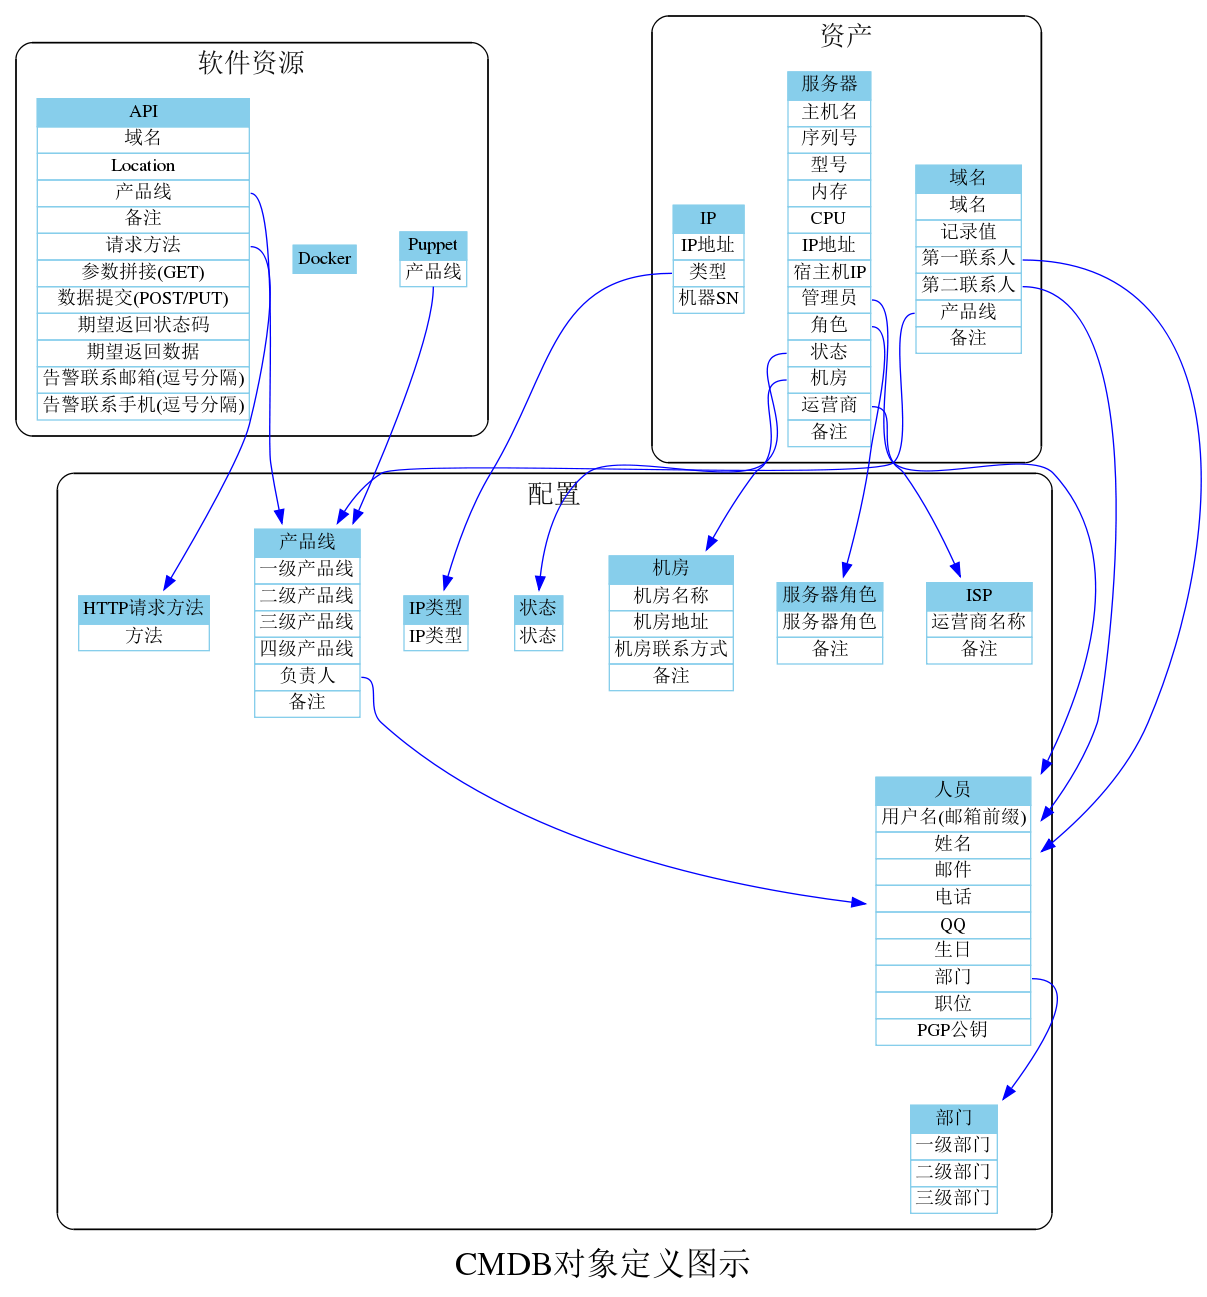 软件资源
API
域名
Location
产品线
备注
请求方法
参数拼接(GET)
数据提交(POST/PUT)
期望返回状态码
期望返回数据
告警联系邮箱(逗号分隔)
告警联系手机(逗号分隔)
Docker
Puppet
产品线
资产
IP
IP地址
类型
机器SN
服务器
主机名
序列号
型号
内存
CPU
IP地址
宿主机IP
管理员
角色
状态
机房
运营商
备注
域名
域名
记录值
第一联系人
第二联系人
产品线
备注
配置
HTTP请求方法
方法
产品线
一级产品线
二级产品线
三级产品线
四级产品线
负责人
备注
IP类型
IP类型
状态
状态
机房
机房名称
机房地址
机房联系方式
备注
服务器角色
服务器角色
备注
ISP
运营商名称
备注
人员
用户名(邮箱前缀)
姓名
邮件
电话
QQ
生日
部门
职位
PGP公钥
部门
一级部门
二级部门
三级部门
CMDB对象定义图示